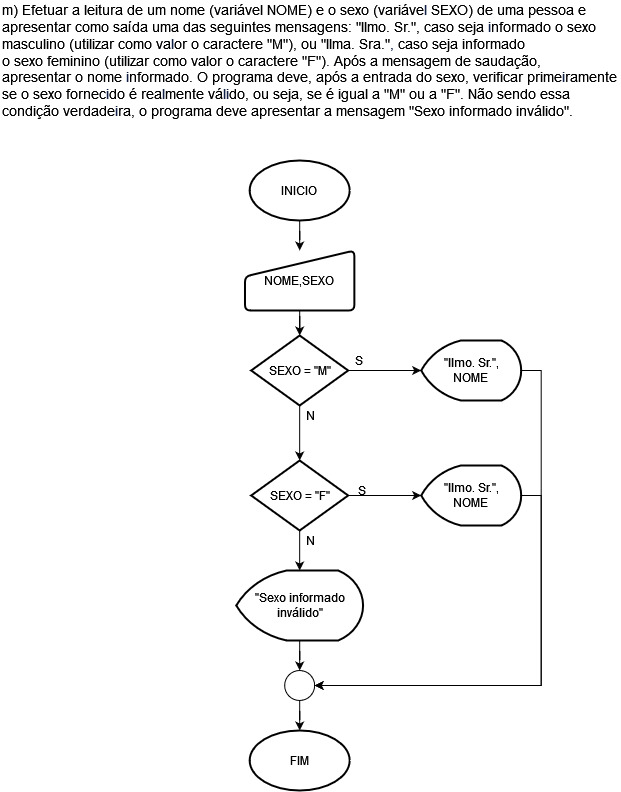 m) Efetuar a leitura de um nome (variável NOME) e o sexo (variável SEXO) de uma pessoa e
apresentar como saída uma das seguintes mensagens: "Ilmo. Sr.", caso seja informado o sexo
masculino (utilizar como valor o caractere "M"), ou "Ilma. Sra.", caso seja informado
o sexo feminino (utilizar como valor o caractere "F"). Após a mensagem de saudação,
apresentar o nome informado. O programa deve, após a entrada do sexo, verificar primeiramente
se o sexo fornecido é realmente válido, ou seja, se é igual a "M" ou a "F". Não sendo essa
condição verdadeira, o programa deve apresentar a mensagem "Sexo informado inválido".
INICIO
NOME,SEXO
SEXO = "M"
S
"Ilmo. Sr.",
NOME
N
SEXO = "F"
S
"Ilmo. Sr.",
NOME
N
"Sexo informado
inválido"
FIM